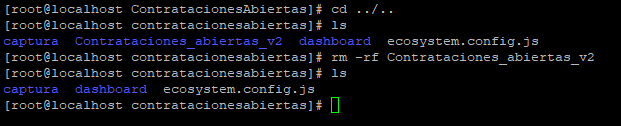 [root@localhost ContratacionesAbiertas]# cd ../..
[root@localhost contratacionesabiertas]# ls
captura  Contrataciones_abiertas_v2  dashboard  ecosystem.config.js
[root@localhost contratacionesabiertas]# rm -rf Contrataciones_abiertas_v2
[root@localhost contratacionesabiertas]# ls
captura  dashboard  ecosystem.config.js
[root@localhost contratacionesabiertas]#